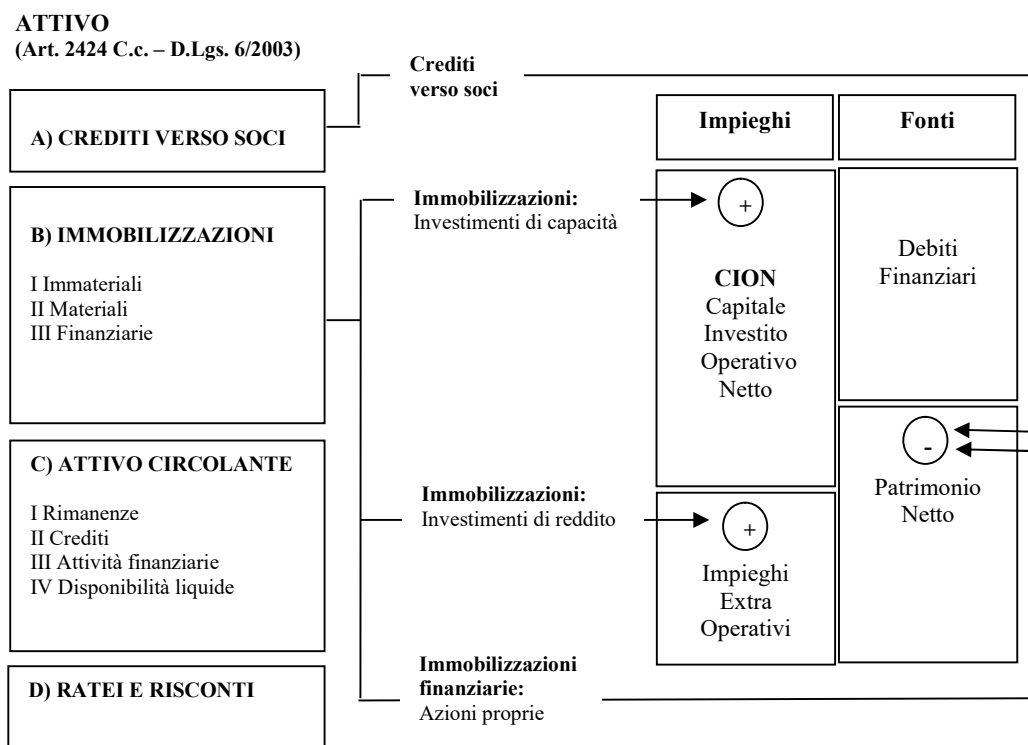 ATTIVO
(Art. 2424 C.c. – D.Lgs. 6/2003)
A) CREDITI VERSO SOCI
B) IMMOBILIZZAZIONI
I Immateriali
II Materiali
III Finanziarie
C) ATTIVO CIRCOLANTE
I Rimanenze
II Crediti
III Attività finanziarie
IV Disponibilità liquide
D) RATEI E RISCONTI
Crediti
verso soci
Immobilizzazioni:
Investimenti di capacità
Immobilizzazioni:
Investimenti di reddito
Immobilizzazioni
finanziarie:
Azioni proprie
Impieghi
+
CION
Capitale
Investito
Operativo
Netto
+
Impieghi
Extra
Operativi
Fonti
Debiti
Finanziari
-
Patrimonio
Netto